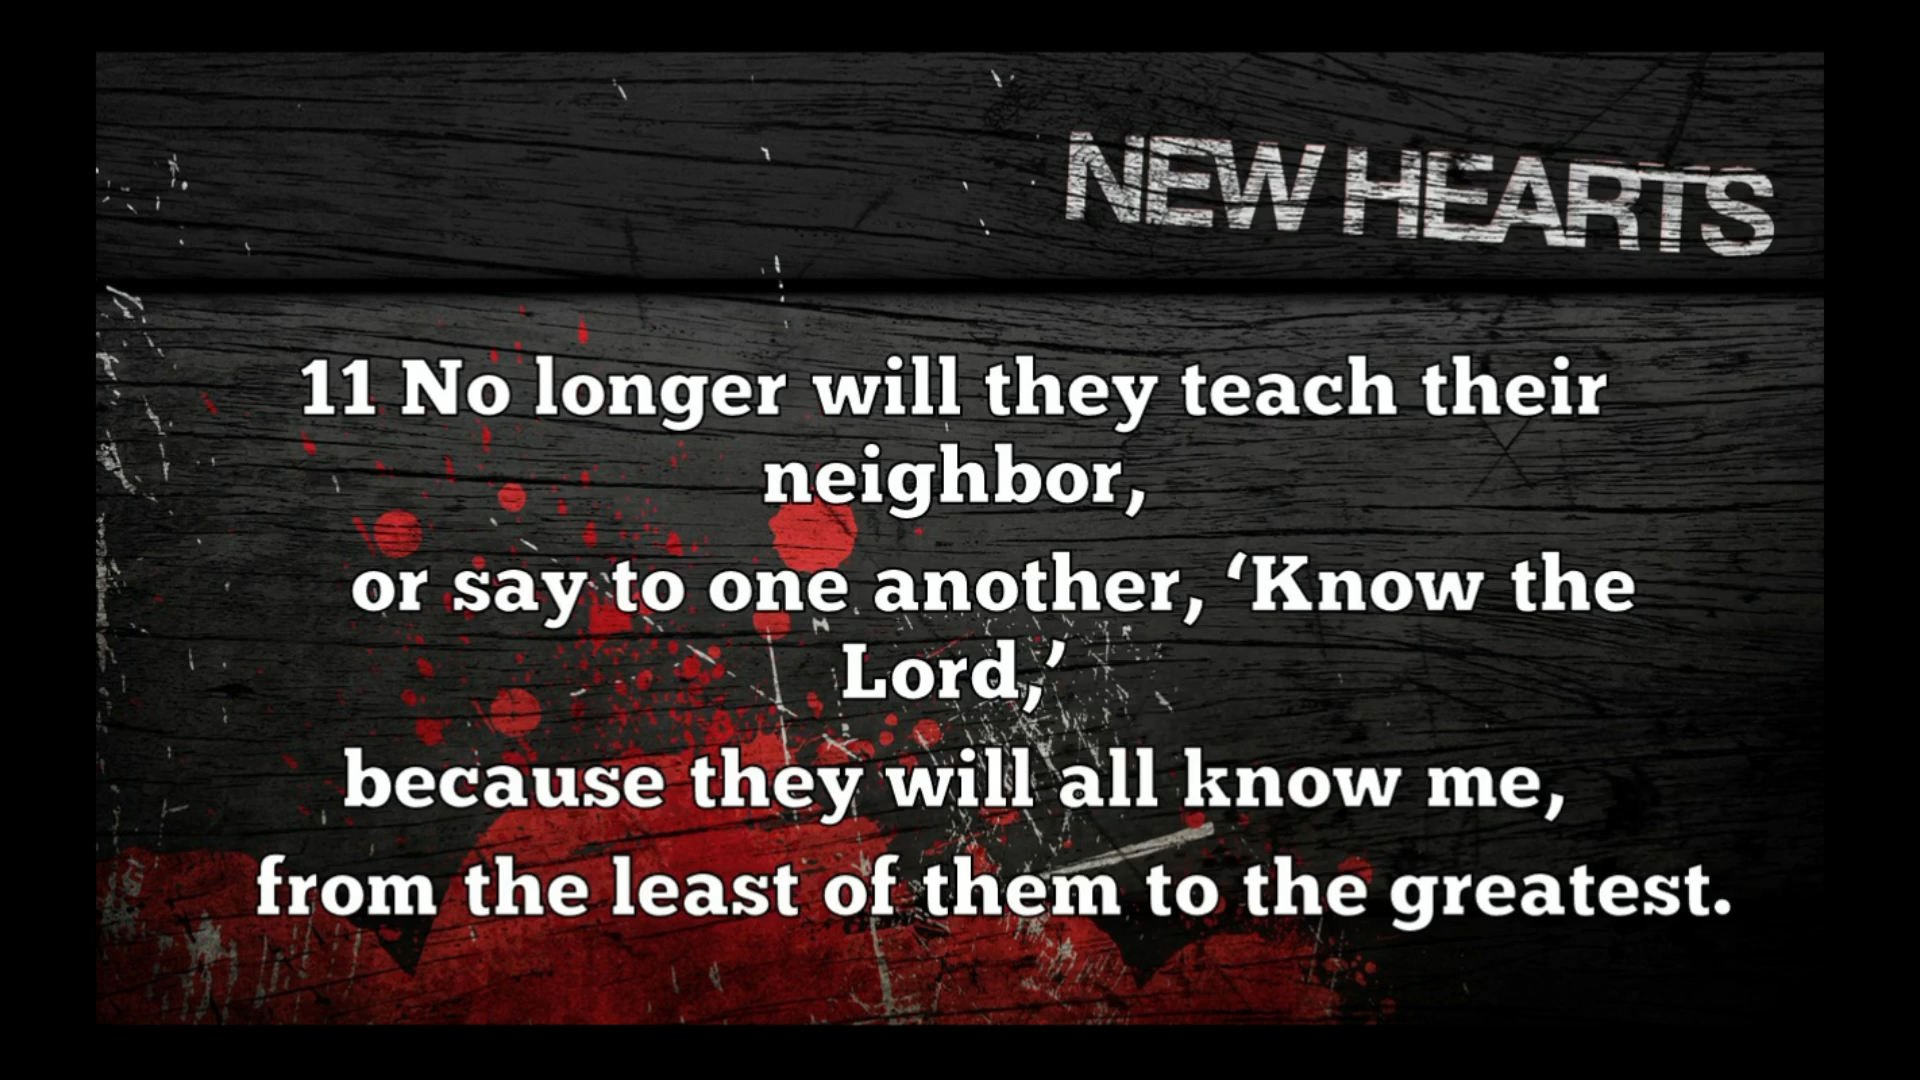 NEW HEARTS
11 No longer will they teach their
neighbor,
or say to one another, ‘Know the
Lord,’
because they will all know me,
from the least of them to the greatest.